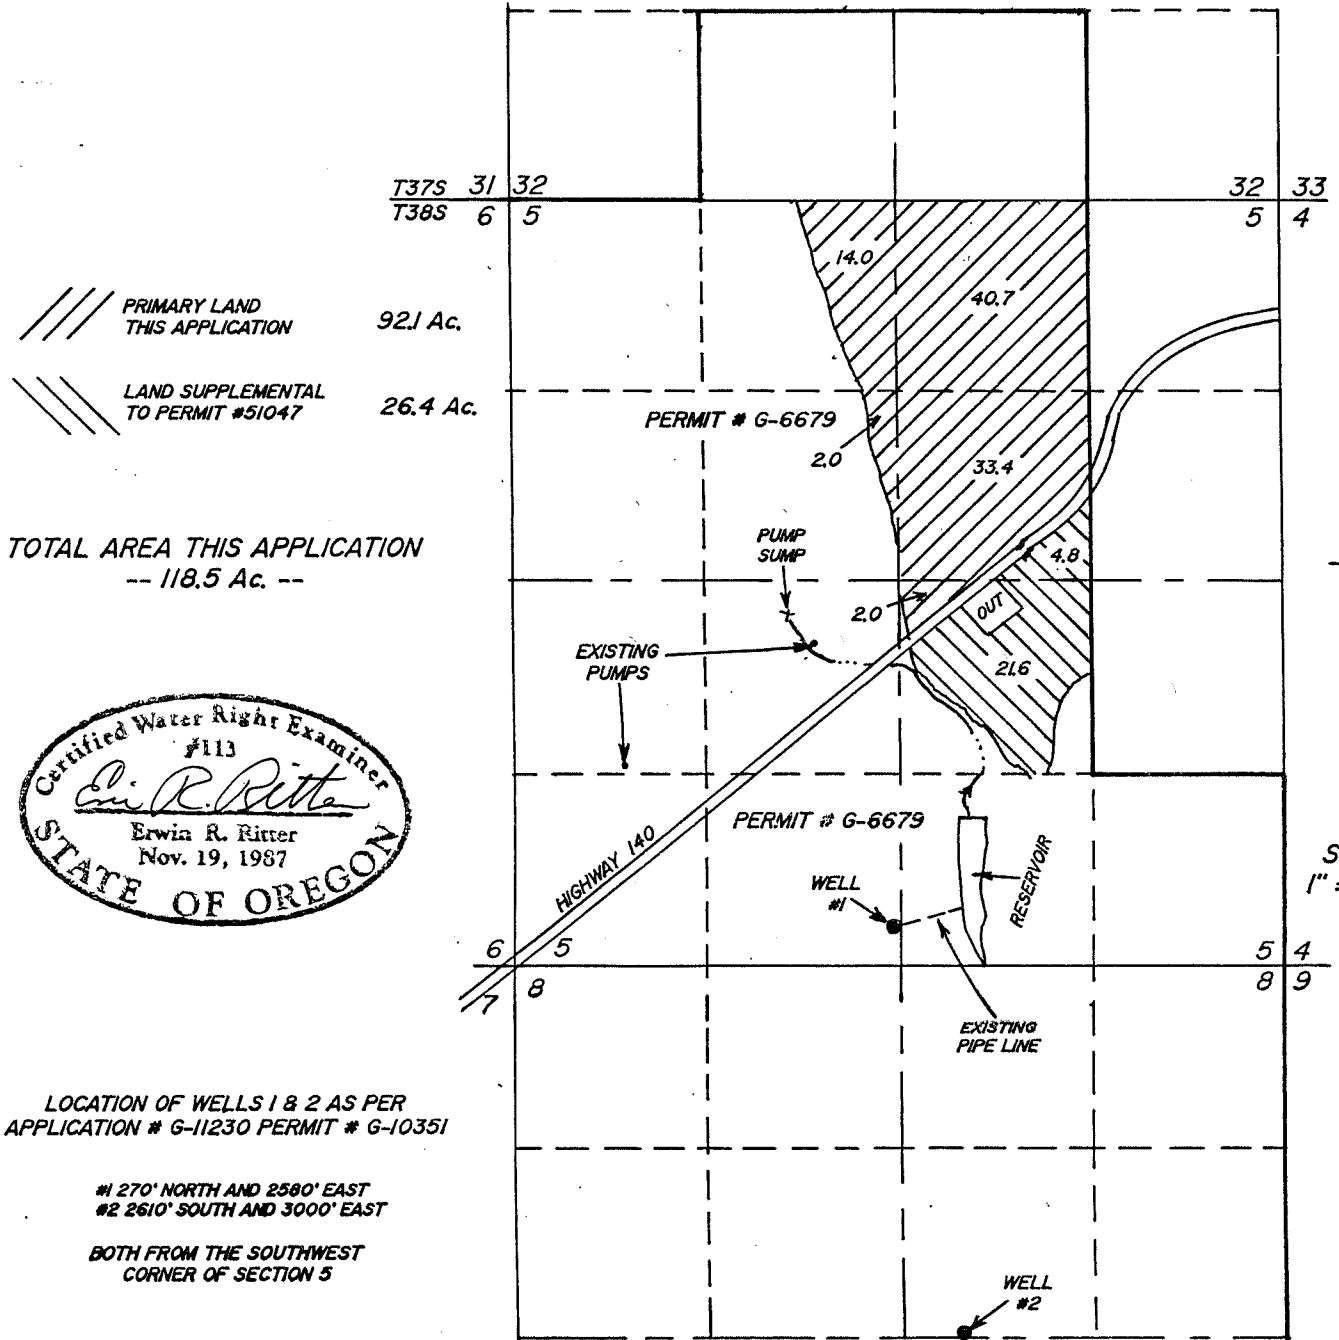 T37S 31 32
T38S 6 5
32 33
5 4
PRIMARY LAND
THIS APPLICATION
92.1 Ac.
LAND SUPPLEMENTAL
TO PERMIT #51047
26.4 Ac.
TOTAL AREA THIS APPLICATION
-- 118.5 Ac. --
14.0
40.7
PERMIT # G-6679
2.0
33.4
PUMP
SUMP
4.8
2.0
OUT
EXISTING
PUMPS
21.6
Certified Water Right Examiner
#113
Erwin R. Ritter
Nov. 19, 1987
STATE OF OREGON
PERMIT # G-6679
HIGHWAY 140
WELL
#1
RESERVOIR
S
1" =
6 5
7 8
5 4
8 9
EXISTING
PIPE LINE
LOCATION OF WELLS 1 & 2 AS PER
APPLICATION # G-11230 PERMIT # G-10351
#1 270' NORTH AND 2580' EAST
#2 2610' SOUTH AND 3000' EAST
BOTH FROM THE SOUTHWEST
CORNER OF SECTION 5
WELL
#2